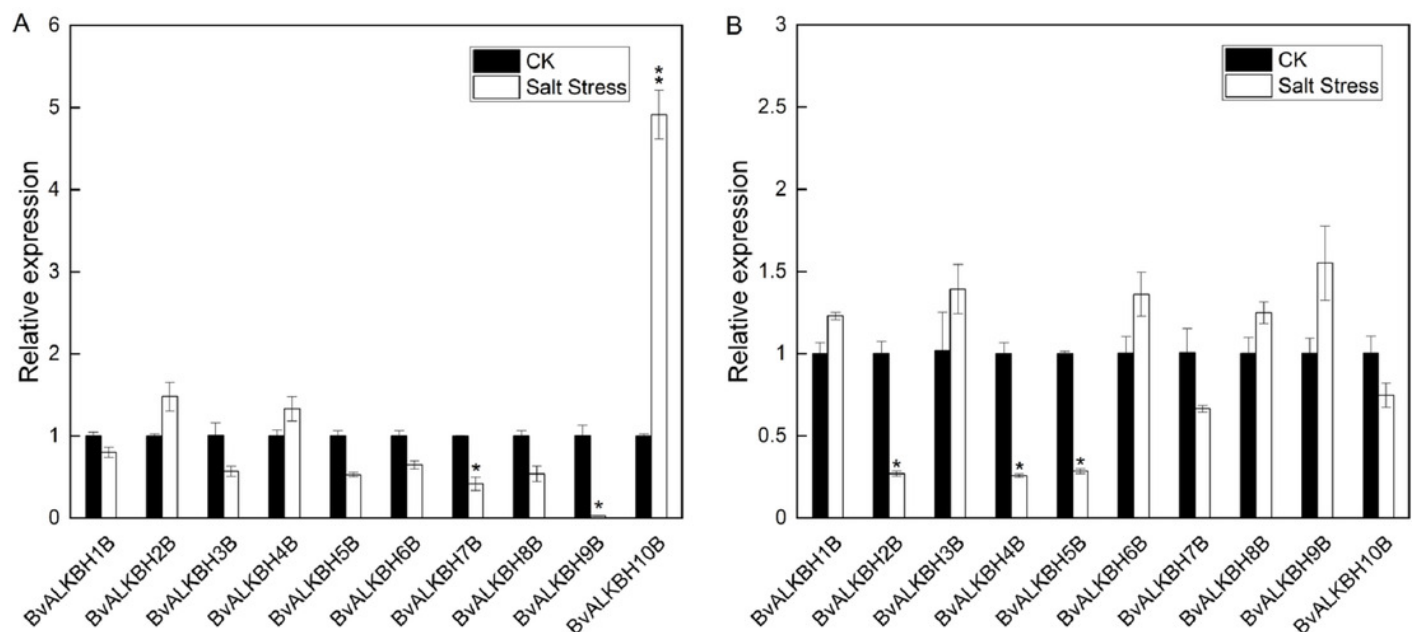 A
Relative expression
6
5
4
3
2
1
0
CK
Salt Stress
**
*
*
BvALKBH1B
BvALKBH2B
BvALKBH3B
BvALKBH4B
BvALKBH5B
BvALKBH6B
BvALKBH7B
BvALKBH8B
BvALKBH9B
BvALKBH10B
B
Relative expression
3
2.5
2
1.5
1
0.5
0
CK
Salt Stress
*
*
*
BvALKBH1B
BvALKBH2B
BvALKBH3B
BvALKBH4B
BvALKBH5B
BvALKBH6B
BvALKBH7B
BvALKBH8B
BvALKBH9B
BvALKBH10B